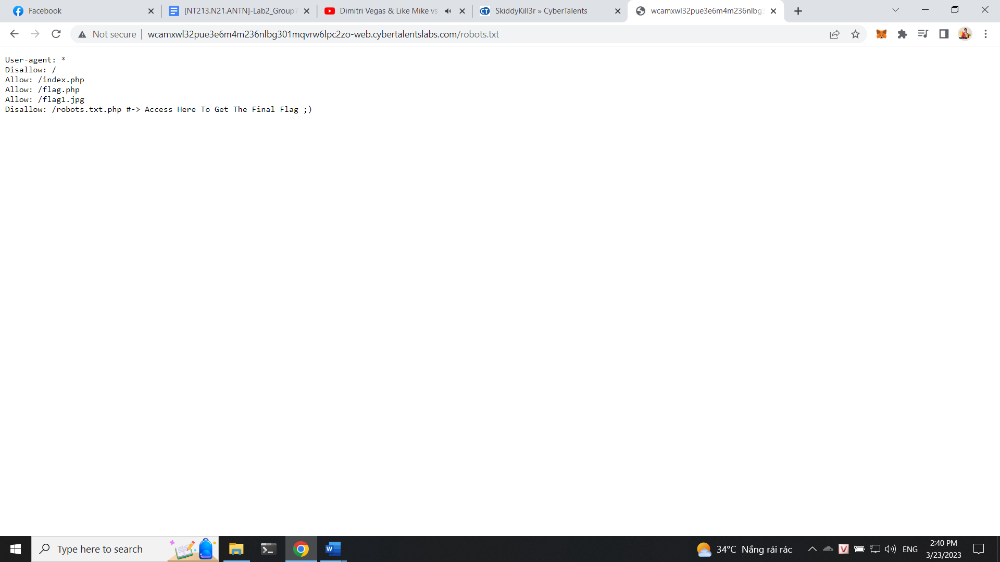 Facebook
[NT213.N21.ANTN]-Lab2_Group7
Dimitri Vegas & Like Mike vs
CT
SkiddyKill3r » CyberTalents
wcamxwl32pue3e6m4m236nlbg3
Not secure
wcamxwl32pue3e6m4m236nlbg301mqvrw6lpc2zo-web.cybertalentslabs.com/robots.txt
User-agent: *
Disallow: /
Allow: /index.php
Allow: /flag.php
Allow: /flag1.jpg
Disallow: /robots.txt.php #-> Access Here To Get The Final Flag ;)
Type here to search
34°C Nắng rải rác
ENG
2:40 PM
3/23/2023